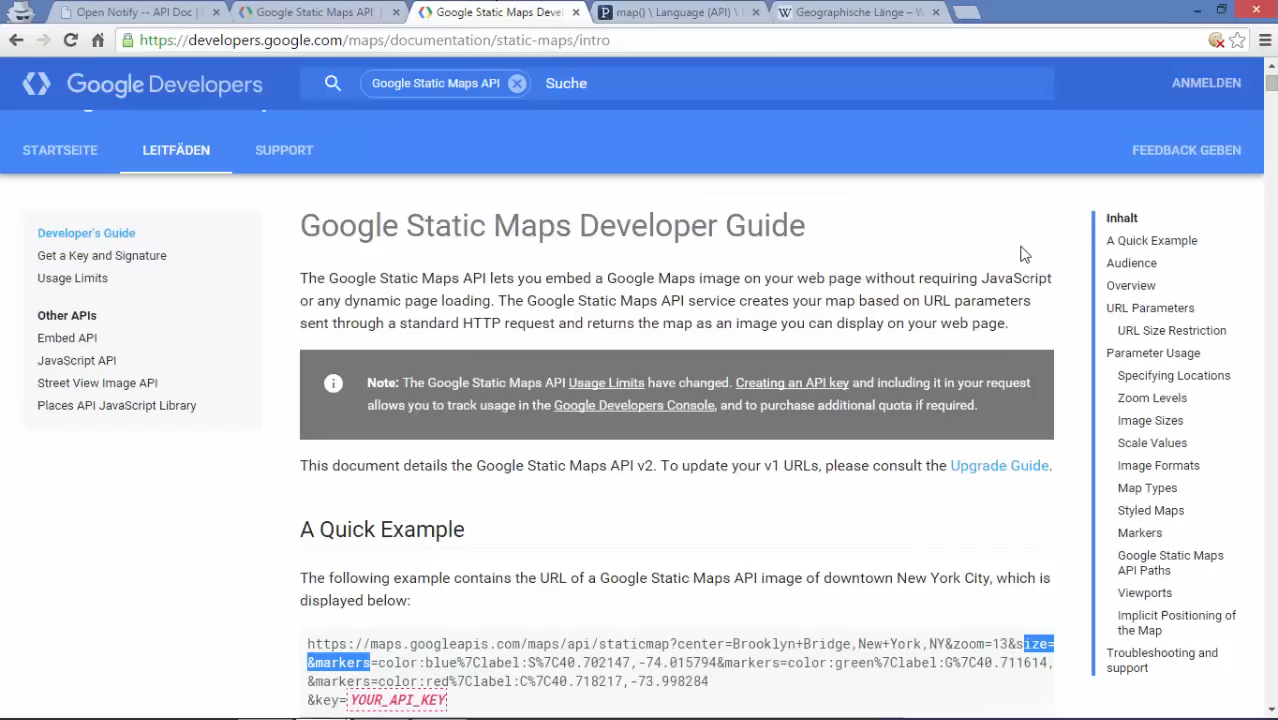 Open Notify -- API Doc |
Google Static Maps API
Google Static Maps Devel
map() \ Language (API) \
Geographische Länge – W
https://developers.google.com/maps/documentation/static-maps/intro
Google Developers
Google Static Maps API
Suche
ANMELDEN
STARTSEITE
LEITFÄDEN
SUPPORT
FEEDBACK GEBEN
Developer's Guide
Get a Key and Signature
Usage Limits
Other APIs
Embed API
JavaScript API
Street View Image API
Places API JavaScript Library
Google Static Maps Developer Guide
The Google Static Maps API lets you embed a Google Maps image on your web page without requiring JavaScript
or any dynamic page loading. The Google Static Maps API service creates your map based on URL parameters
sent through a standard HTTP request and returns the map as an image you can display on your web page.
Note: The Google Static Maps API Usage Limits have changed. Creating an API key and including it in your request
allows you to track usage in the Google Developers Console, and to purchase additional quota if required.
This document details the Google Static Maps API v2. To update your v1 URLs, please consult the Upgrade Guide.
A Quick Example
The following example contains the URL of a Google Static Maps API image of downtown New York City, which is
displayed below:
https://maps.googleapis.com/maps/api/staticmap?center=Brooklyn+Bridge,New+York,NY&zoom=13&size=
&markers=color:blue%7Clabel:S%7C40.702147,-74.015794&markers=color:green%7Clabel:G%7C40.711614,
&markers=color:red%7Clabel:C%7C40.718217,-73.998284
&key=YOUR_API_KEY
Inhalt
A Quick Example
Audience
Overview
URL Parameters
URL Size Restriction
Parameter Usage
Specifying Locations
Zoom Levels
Image Sizes
Scale Values
Image Formats
Map Types
Styled Maps
Markers
Google Static Maps
API Paths
Viewports
Implicit Positioning of
the Map
Troubleshooting and
support